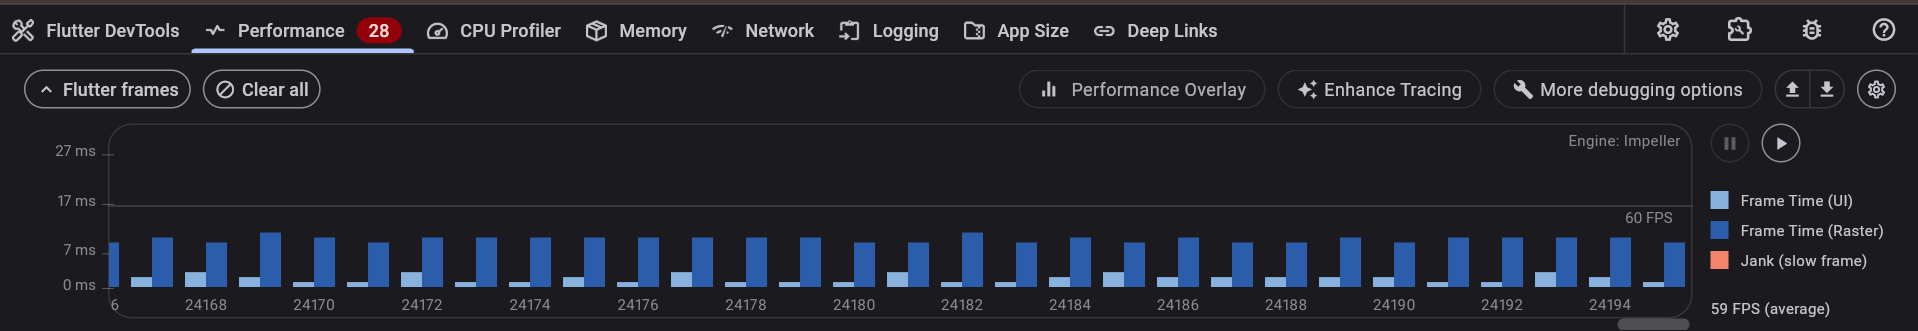 Flutter DevTools Performance 28 CPU Profiler Memory Network Logging App Size Deep Links
Flutter frames Clear all Performance Overlay Enhance Tracing More debugging options
Engine: Impeller
27 ms
17 ms
60 FPS
7 ms
0 ms
6 24168 24170 24172 24174 24176 24178 24180 24182 24184 24186 24188 24190 24192 24194
Frame Time (UI)
Frame Time (Raster)
Jank (slow frame)
59 FPS (average)